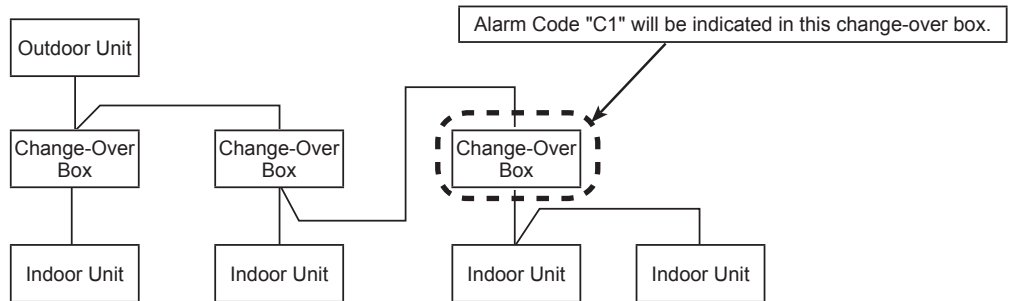 Alarm Code "C1" will be indicated in this change-over box.
Outdoor Unit
Change-Over
Box
Change-Over
Box
Change-Over
Box
Indoor Unit
Indoor Unit
Indoor Unit
Indoor Unit